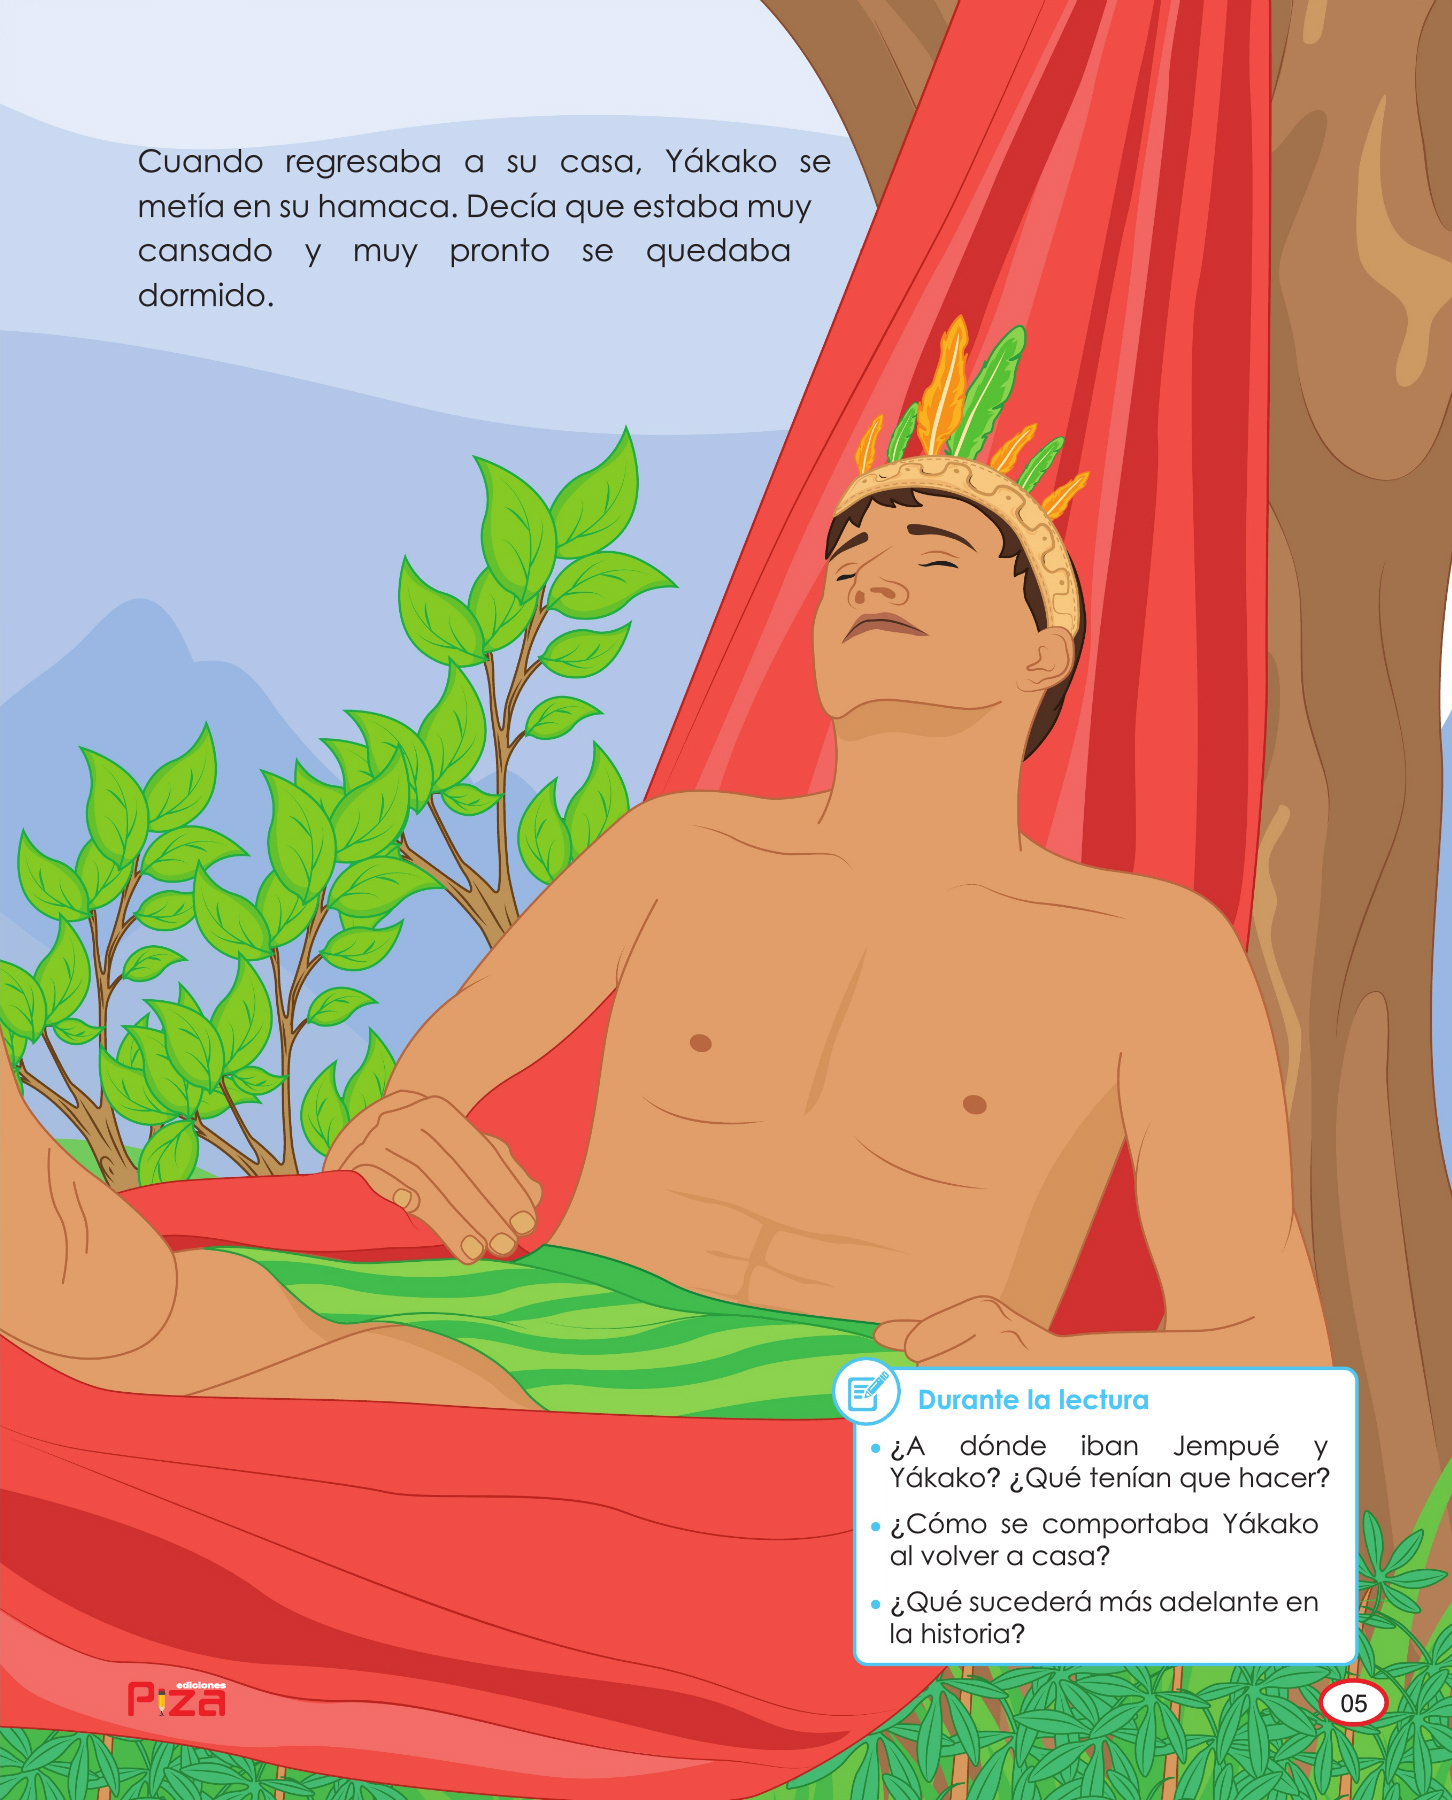 Cuando regresaba a su casa, Yákako se
metía en su hamaca. Decía que estaba muy
cansado y muy pronto se quedaba
dormido.
Durante la lectura
• ¿A dónde iban Jempué y
Yákako? ¿Qué tenían que hacer?
• ¿Cómo se comportaba Yákako
al volver a casa?
• ¿Qué sucederá más adelante en
la historia?
ediciones
Piza
05